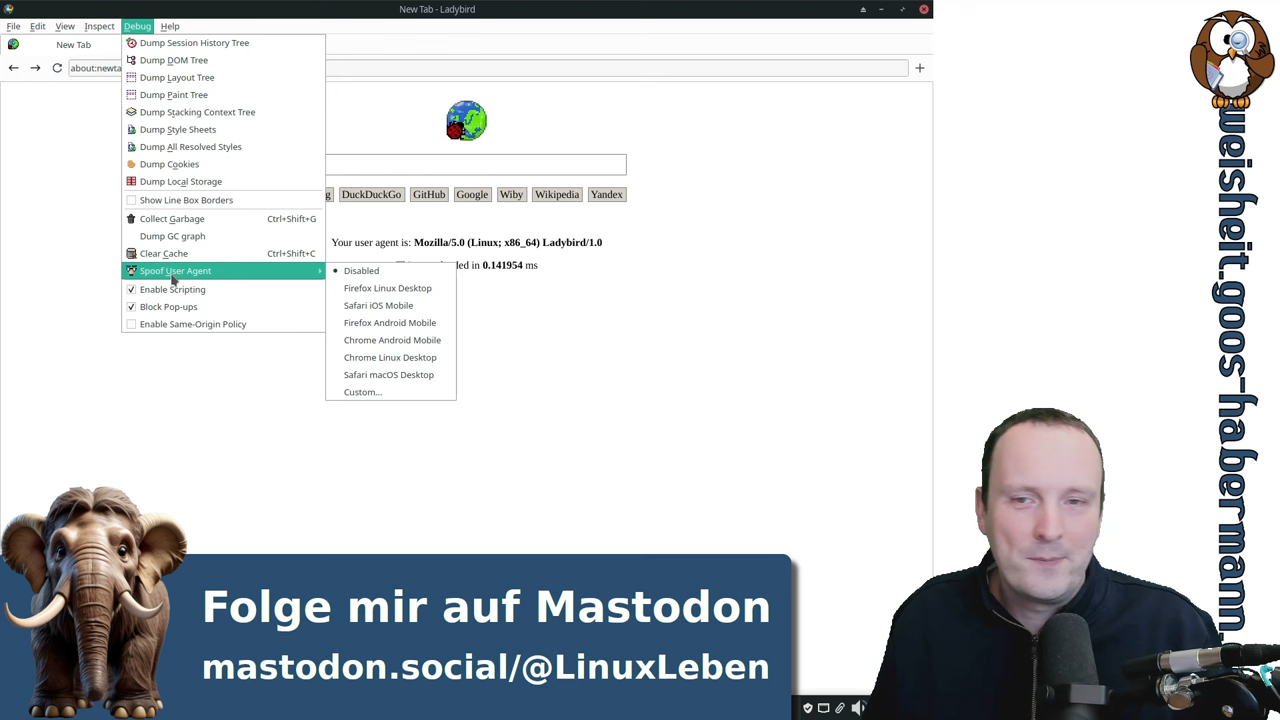 New Tab - Ladybird
File Edit View Inspect Debug Help
New Tab
about:newta
Dump Session History Tree
Dump DOM Tree
Dump Layout Tree
Dump Paint Tree
Dump Stacking Context Tree
Dump Style Sheets
Dump All Resolved Styles
Dump Cookies
Dump Local Storage
Show Line Box Borders
Collect Garbage Ctrl+Shift+G
Dump GC graph
Clear Cache Ctrl+Shift+C
Spoof User Agent
Enable Scripting
Block Pop-ups
Enable Same-Origin Policy
Disabled
Firefox Linux Desktop
Safari iOS Mobile
Firefox Android Mobile
Chrome Android Mobile
Chrome Linux Desktop
Safari macOS Desktop
Custom...
g DuckDuckGo GitHub Google Wiby Wikipedia Yandex
Your user agent is: Mozilla/5.0 (Linux; x86_64) Ladybird/1.0
in 0.141954 ms
Folge mir auf Mastodon
mastodon.social/@LinuxLeben
weisheit.goos-habermann.